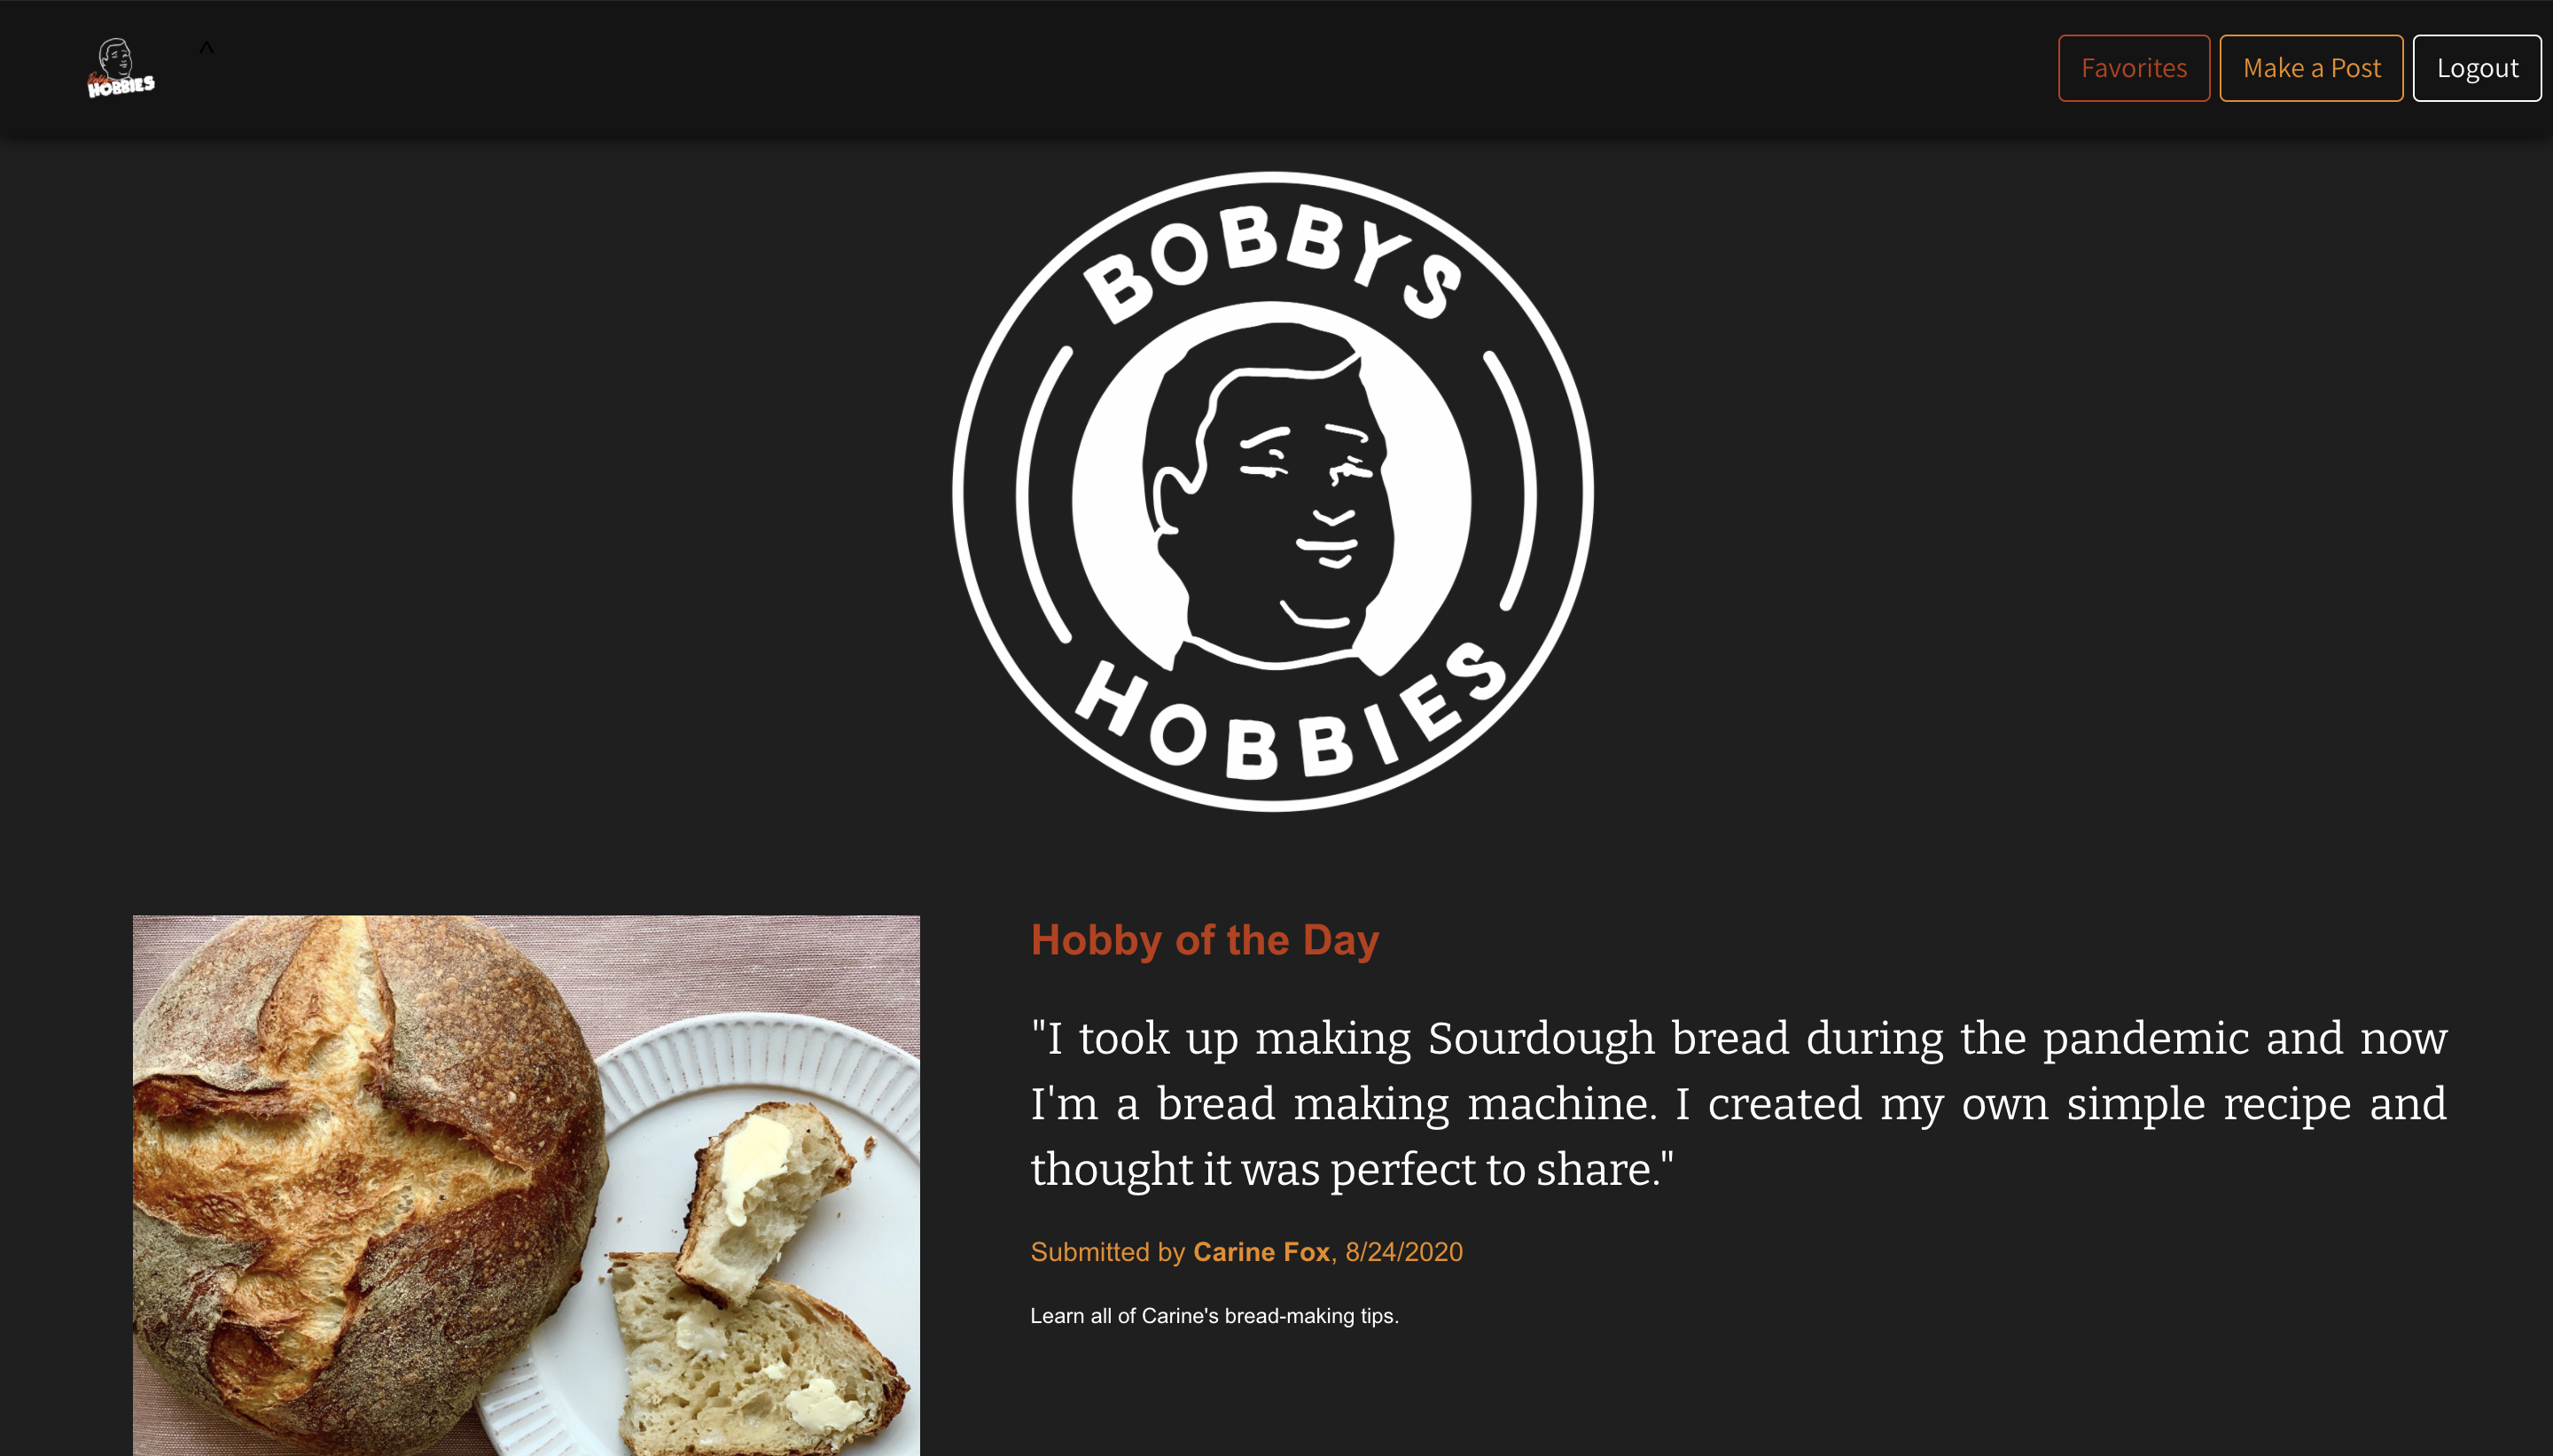 Bobbys
HOBBIES
^
Favorites
Make a Post
Logout
BOBBYS
HOBBIES
Hobby of the Day
"I took up making Sourdough bread during the pandemic and now
I'm a bread making machine. I created my own simple recipe and
thought it was perfect to share."
Submitted by Carine Fox, 8/24/2020
Learn all of Carine's bread-making tips.